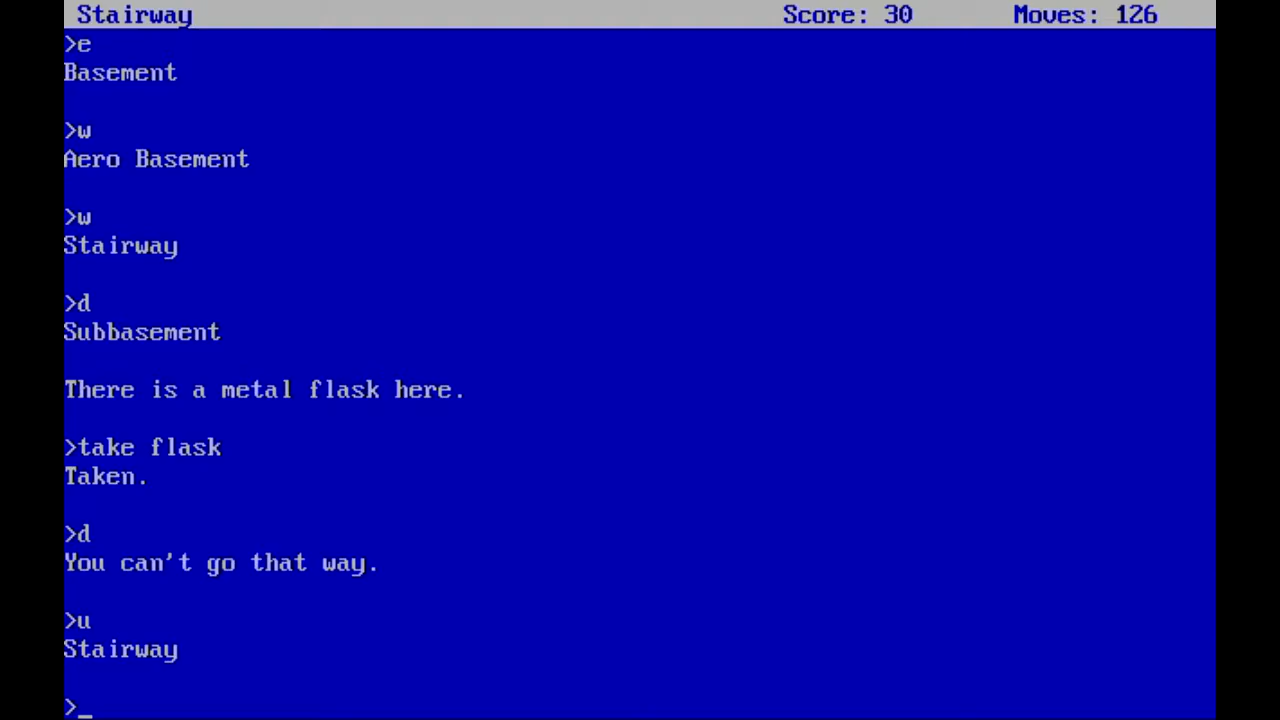 Stairway Score: 30 Moves: 126
>e
Basement
>w
Aero Basement
>w
Stairway
>d
Subbasement
There is a metal flask here.
>take flask
Taken.
>d
You can't go that way.
>u
Stairway
>_